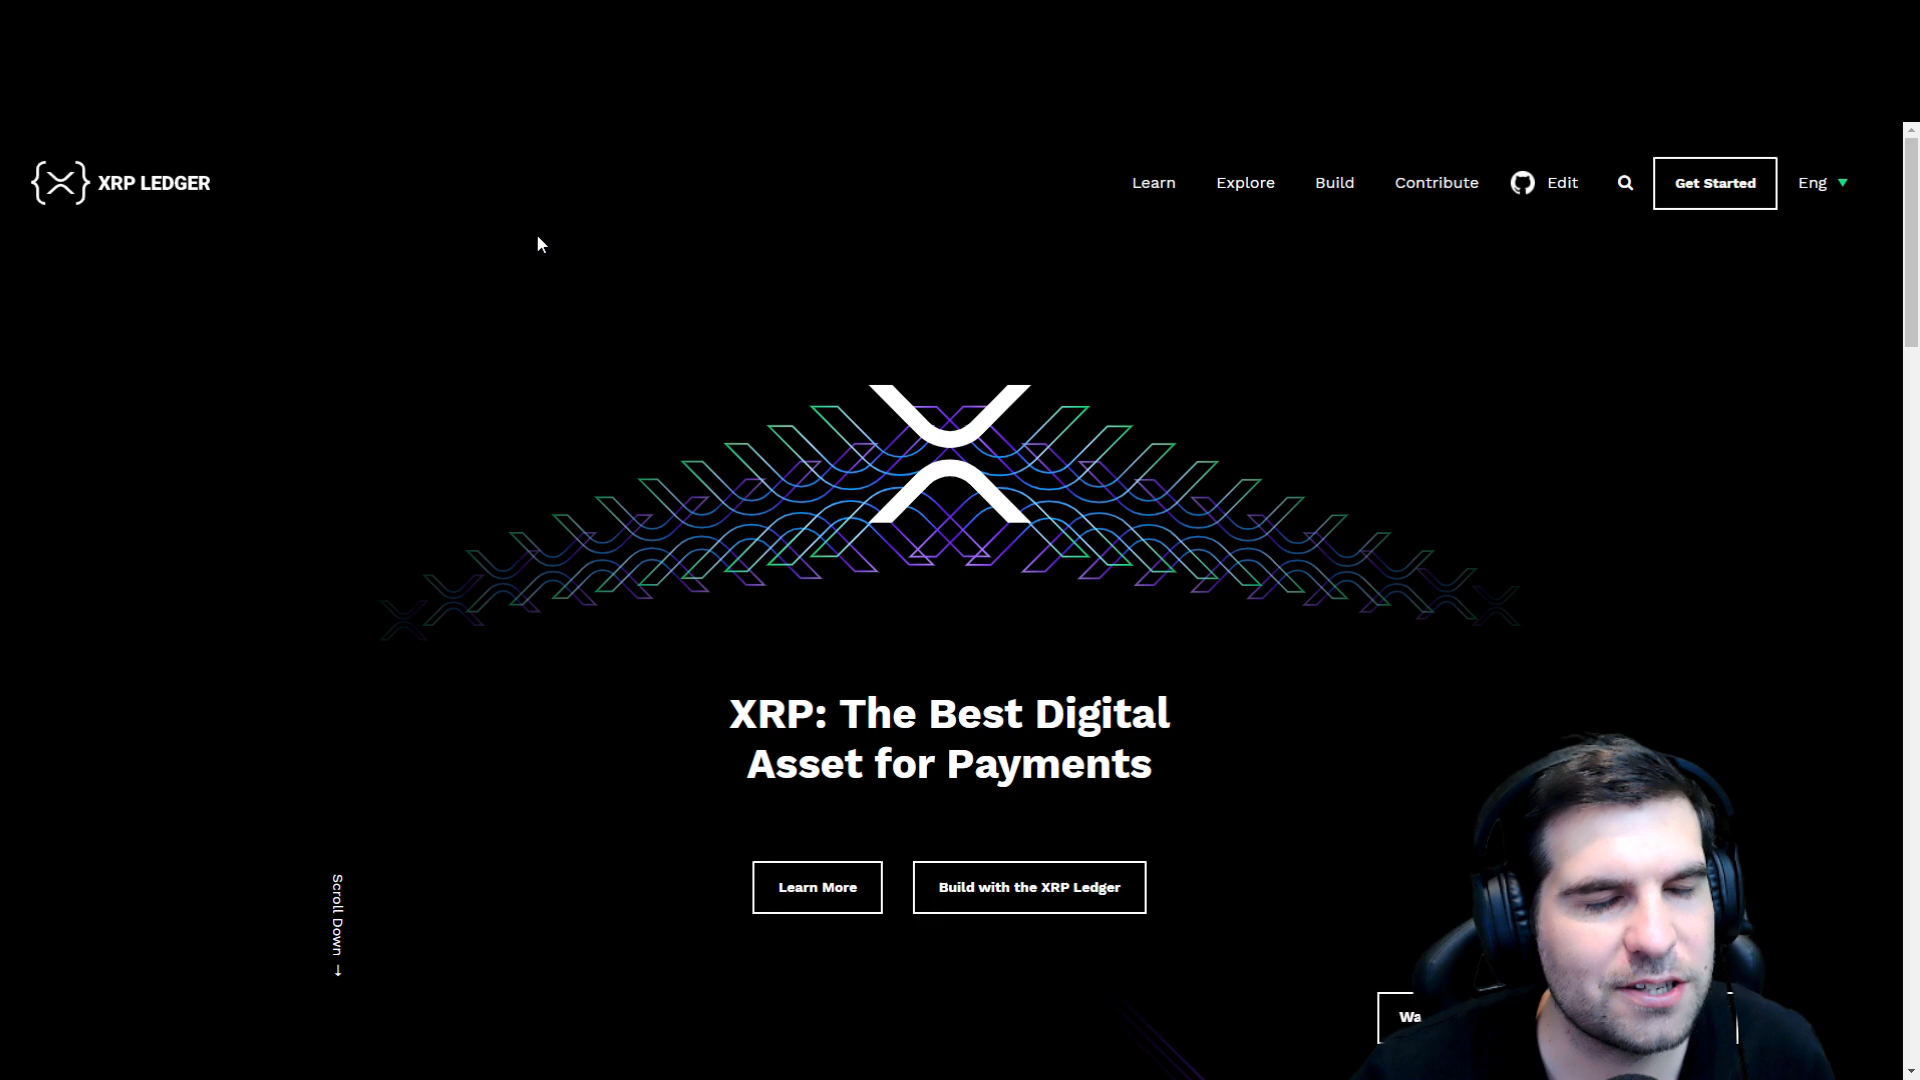 XRP LEDGER
Learn
Explore
Build
Contribute
Edit
Get Started
Eng
XRP: The Best Digital
Asset for Payments
Learn More
Build with the XRP Ledger
Scroll Down